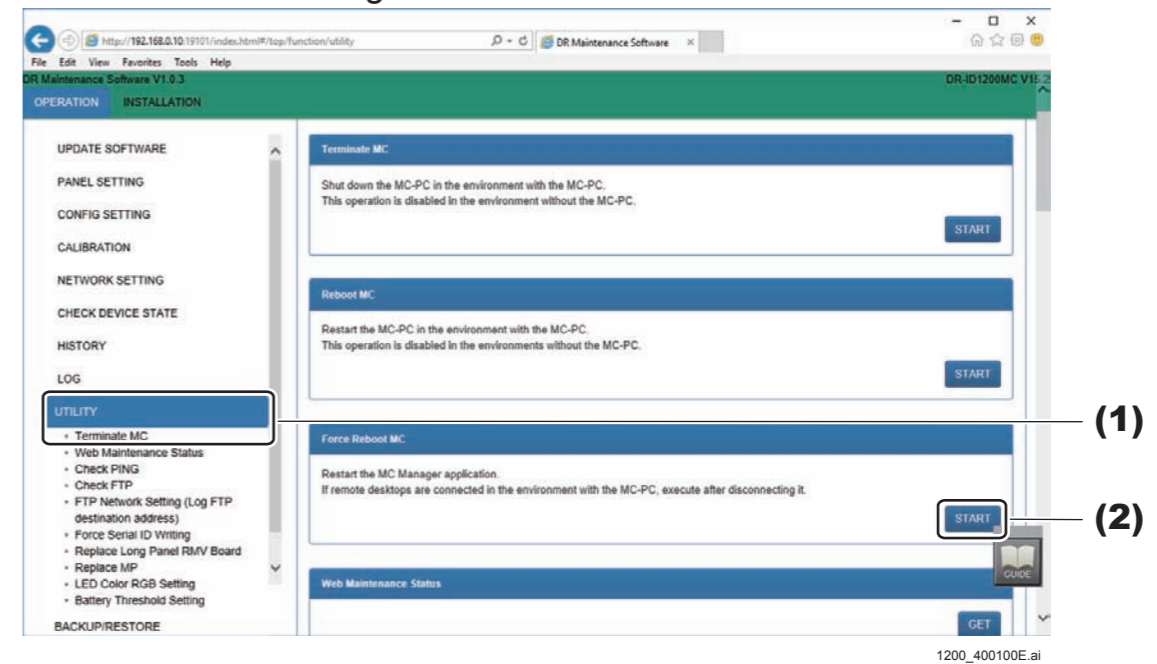 http://192.168.0.10:19101/index.html#/top/function/utility
DR Maintenance Software
File Edit View Favorites Tools Help
DR Maintenance Software V1.0.3
DR-ID1200MC V15.2
OPERATION INSTALLATION
UPDATE SOFTWARE
PANEL SETTING
CONFIG SETTING
CALIBRATION
NETWORK SETTING
CHECK DEVICE STATE
HISTORY
LOG
UTILITY
Terminate MC
Web Maintenance Status
Check PING
Check FTP
FTP Network Setting (Log FTP
destination address)
Force Serial ID Writing
Replace Long Panel RMV Board
Replace MP
LED Color RGB Setting
Battery Threshold Setting
BACKUP/RESTORE
Terminate MC
Shut down the MC-PC in the environment with the MC-PC.
This operation is disabled in the environment without the MC-PC.
START
Reboot MC
Restart the MC-PC in the environment with the MC-PC.
This operation is disabled in the environments without the MC-PC.
START
Force Reboot MC
Restart the MC Manager application.
If remote desktops are connected in the environment with the MC-PC, execute after disconnecting it.
START
GUIDE
Web Maintenance Status
GET
(1)
(2)
1200_400100E.ai